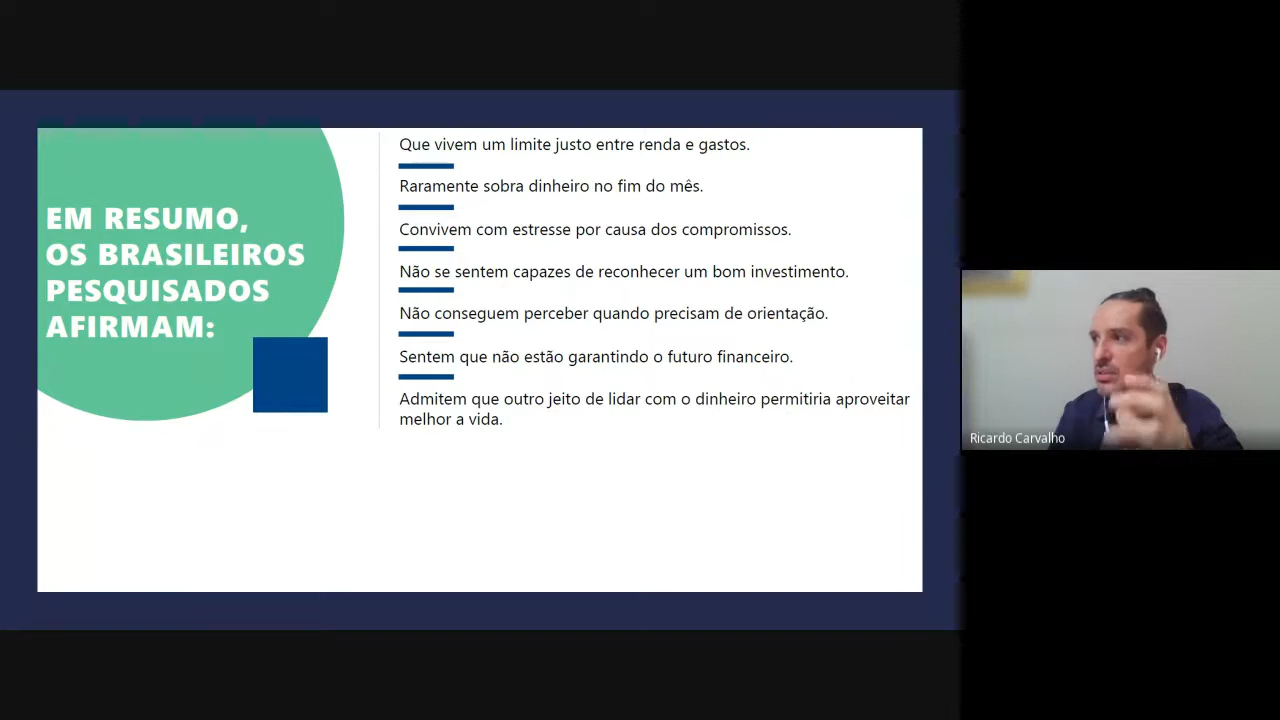 EM RESUMO,
OS BRASILEIROS
PESQUISADOS
AFIRMAM:
Que vivem um limite justo entre renda e gastos.
Raramente sobra dinheiro no fim do mês.
Convivem com estresse por causa dos compromissos.
Não se sentem capazes de reconhecer um bom investimento.
Não conseguem perceber quando precisam de orientação.
Sentem que não estão garantindo o futuro financeiro.
Admitem que outro jeito de lidar com o dinheiro permitiria aproveitar
melhor a vida.
Ricardo Carvalho